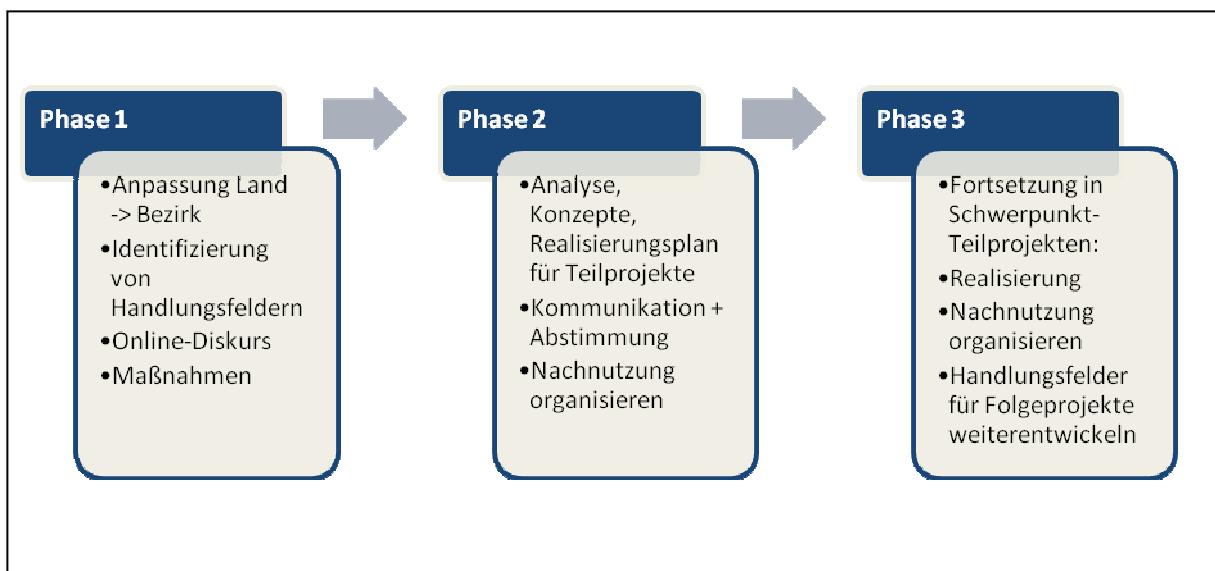 Phase 1
•Anpassung Land
-> Bezirk
•Identifizierung
von
Handlungsfeldern
•Online-Diskurs
•Maßnahmen
Phase 2
•Analyse,
Konzepte,
Realisierungsplan
für Teilprojekte
•Kommunikation +
Abstimmung
•Nachnutzung
organisieren
Phase 3
•Fortsetzung in
Schwerpunkt-
Teilprojekten:
•Realisierung
•Nachnutzung
organisieren
•Handlungsfelder
für Folgeprojekte
weiterentwickeln